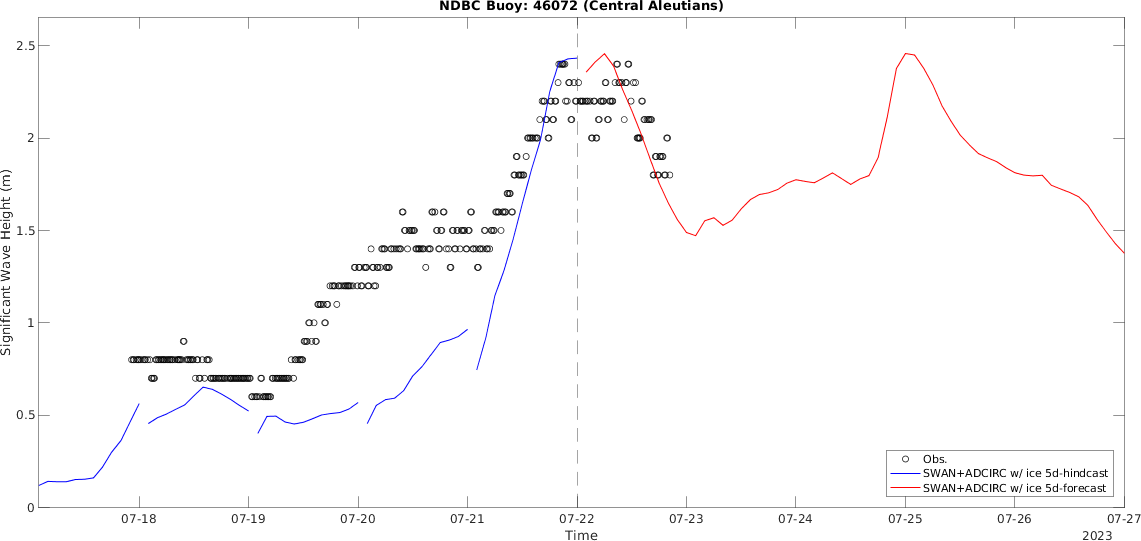 NDBC Buoy: 46072 (Central Aleutians)
2.5
2
1.5
1
0.5
0
Significant Wave Height (m)
Obs.
SWAN+ADCIRC w/ ice 5d-hindcast
SWAN+ADCIRC w/ ice 5d-forecast
07-18 07-19 07-20 07-21 07-22 07-23 07-24 07-25 07-26 07-27
Time
2023